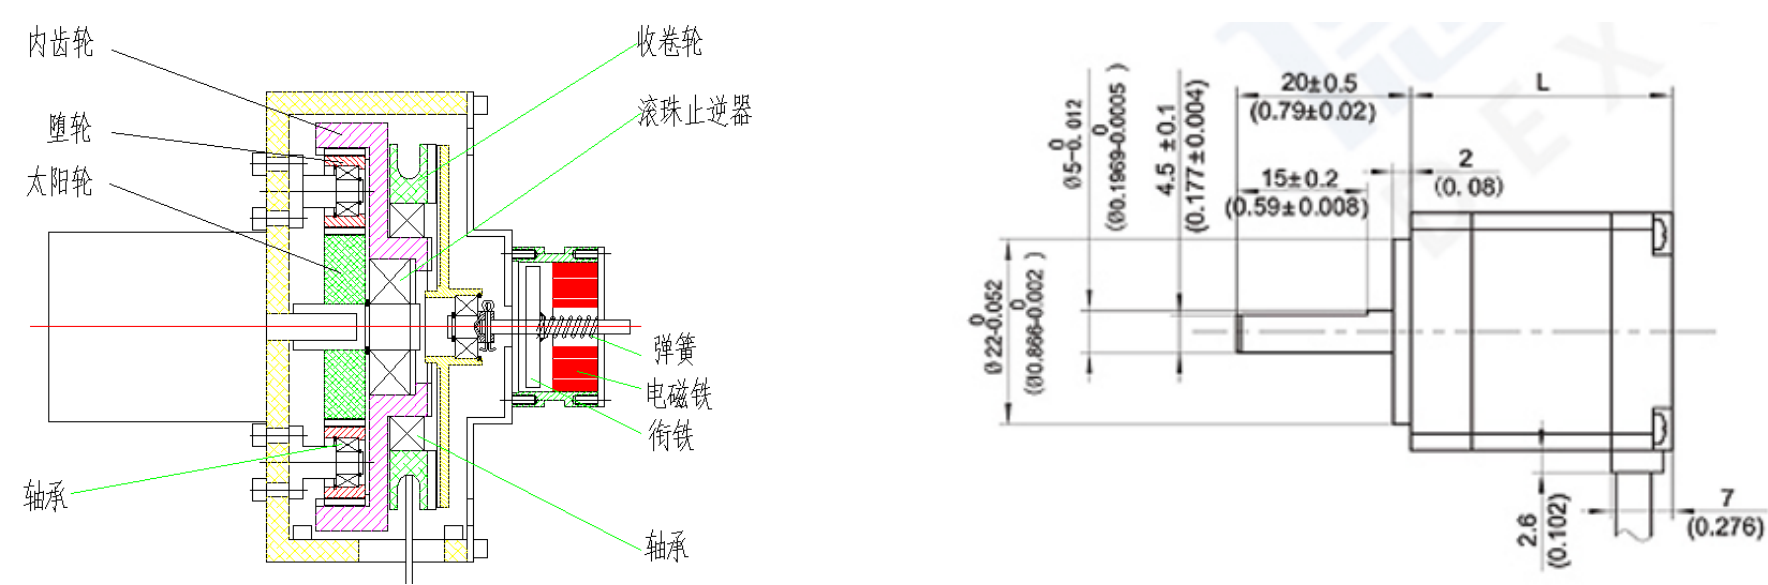 内齿轮
堕轮
太阳轮
轴承
收卷轮
滚珠止逆器
弹簧
电磁铁
衔铁
轴承
20±0.5
(0.79±0.02)
L
Ø5 0 -0.012
(Ø0.1969 0 -0.0005)
4.5 ±0.1
(0.177±0.004)
15±0.2
(0.59±0.008)
2
(0.08)
Ø22 0 -0.052
(Ø0.866 0 -0.002)
2.6
(0.102)
7
(0.276)